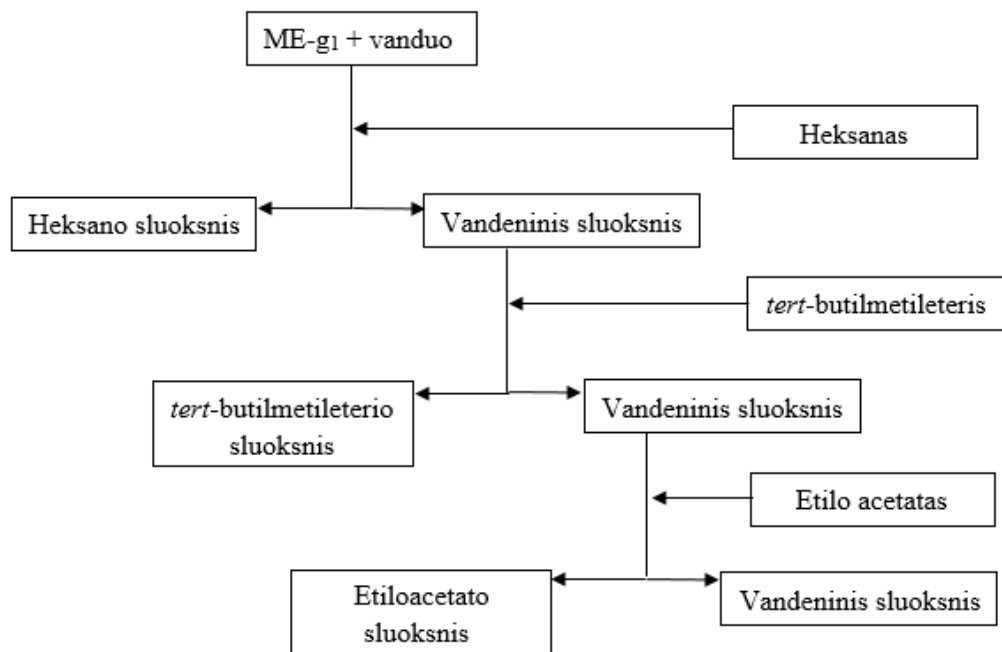 ME-g₁ + vanduo
Heksanas
Heksano sluoksnis
Vandeninis sluoksnis
tert-butilmetileteris
tert-butilmetileterio
sluoksnis
Vandeninis sluoksnis
Etilo acetatas
Etiloacetato
sluoksnis
Vandeninis sluoksnis